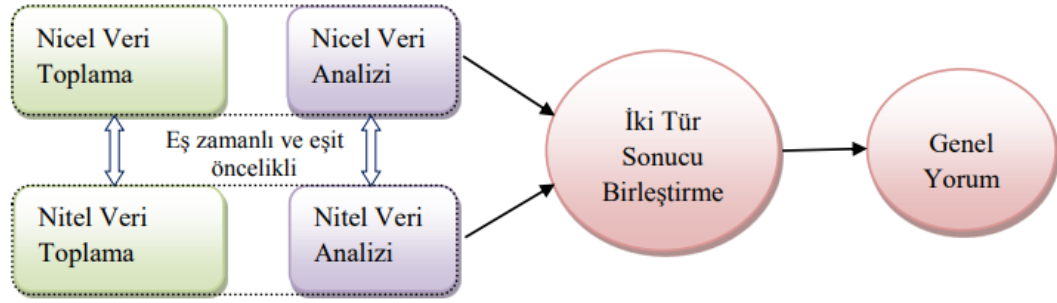 Nicel Veri
Toplama
Nicel Veri
Analizi
Eş zamanlı ve eşit
öncelikli
Nitel Veri
Toplama
Nitel Veri
Analizi
İki Tür
Sonucu
Birleştirme
Genel
Yorum